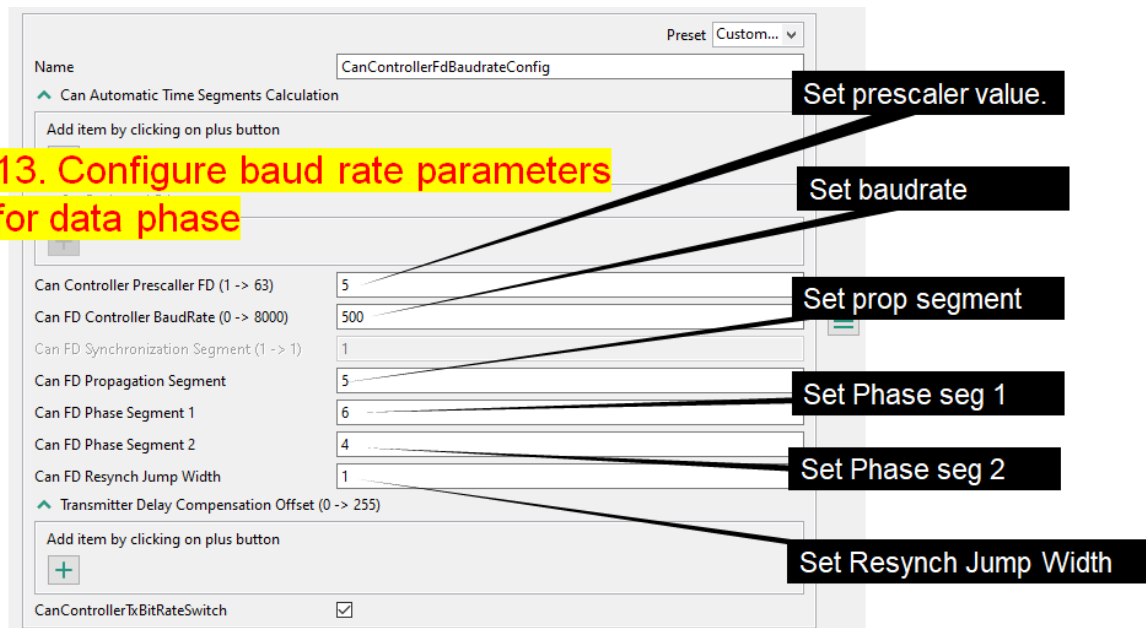 Preset Custom...
Name CanControllerFdBaudrateConfig
Can Automatic Time Segments Calculation
Set prescaler value.
Add item by clicking on plus button
13. Configure baud rate parameters
for data phase
Set baudrate
Can Controller Prescaller FD (1 -> 63) 5
Can FD Controller BaudRate (0 -> 8000) 500
Set prop segment
Can FD Synchronization Segment (1 -> 1) 1
Can FD Propagation Segment 5
Set Phase seg 1
Can FD Phase Segment 1 6
Can FD Phase Segment 2 4
Set Phase seg 2
Can FD Resynch Jump Width 1
Transmitter Delay Compensation Offset (0 -> 255)
Add item by clicking on plus button
Set Resynch Jump Width
CanControllerTxBitRateSwitch